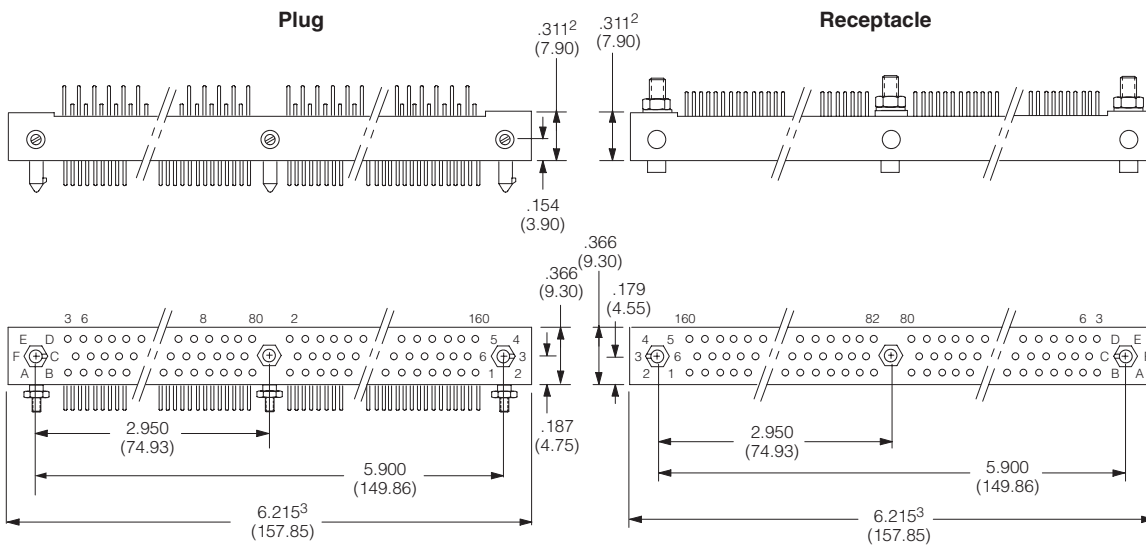 Plug
Receptacle
.311²
(7.90)
.311²
(7.90)
.154
(3.90)
.366
(9.30)
.366
(9.30)
.179
(4.55)
3 6 8 80 2 160
E D 5 4
F C 6 3
A B 1 2
160 82 80 6 3
4 5 D E
3 6 C
2 1 B A
.187
(4.75)
2.950
(74.93)
5.900
(149.86)
6.215³
(157.85)
2.950
(74.93)
5.900
(149.86)
6.215³
(157.85)